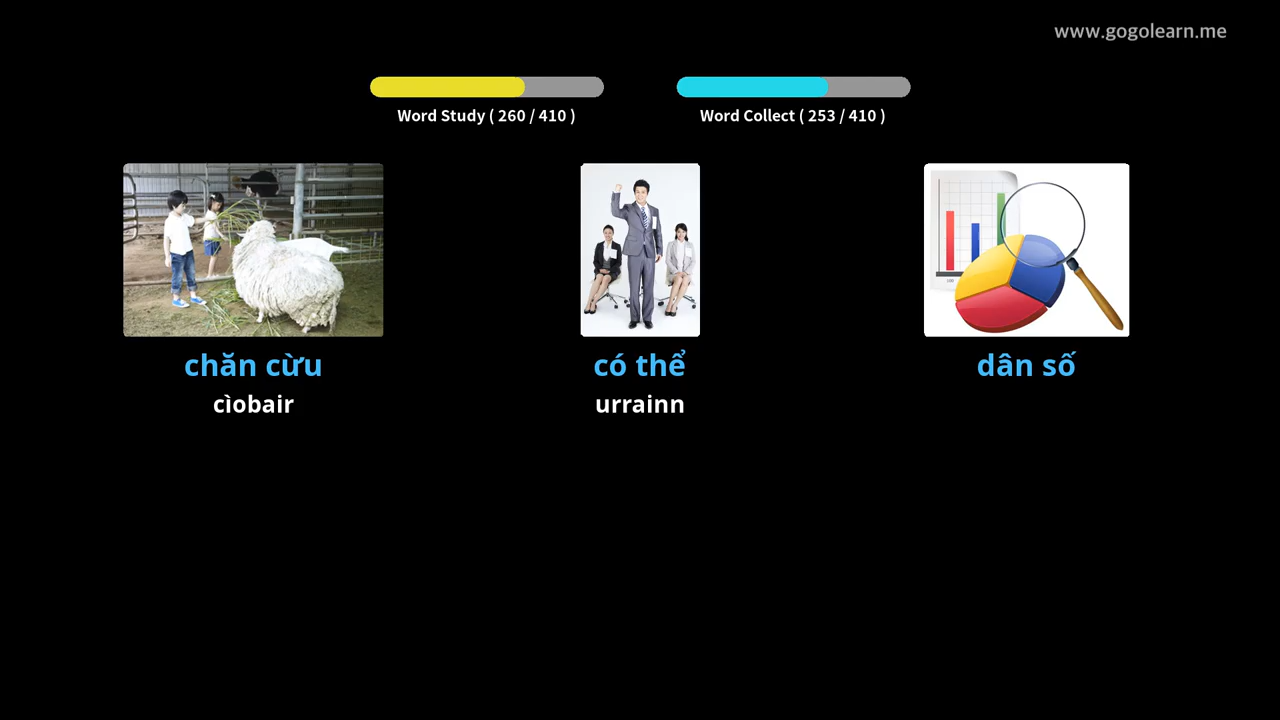 www.gogolearn.me
Word Study ( 260 / 410 )
Word Collect ( 253 / 410 )
chăn cừu
có thể
dân số
cìobair
urrainn